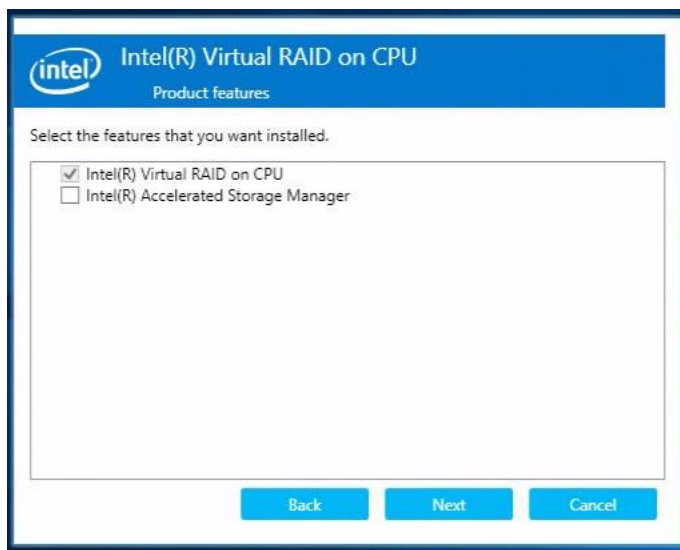 intel
Intel(R) Virtual RAID on CPU
Product features
Select the features that you want installed.
Intel(R) Virtual RAID on CPU
Intel(R) Accelerated Storage Manager
Back Next Cancel